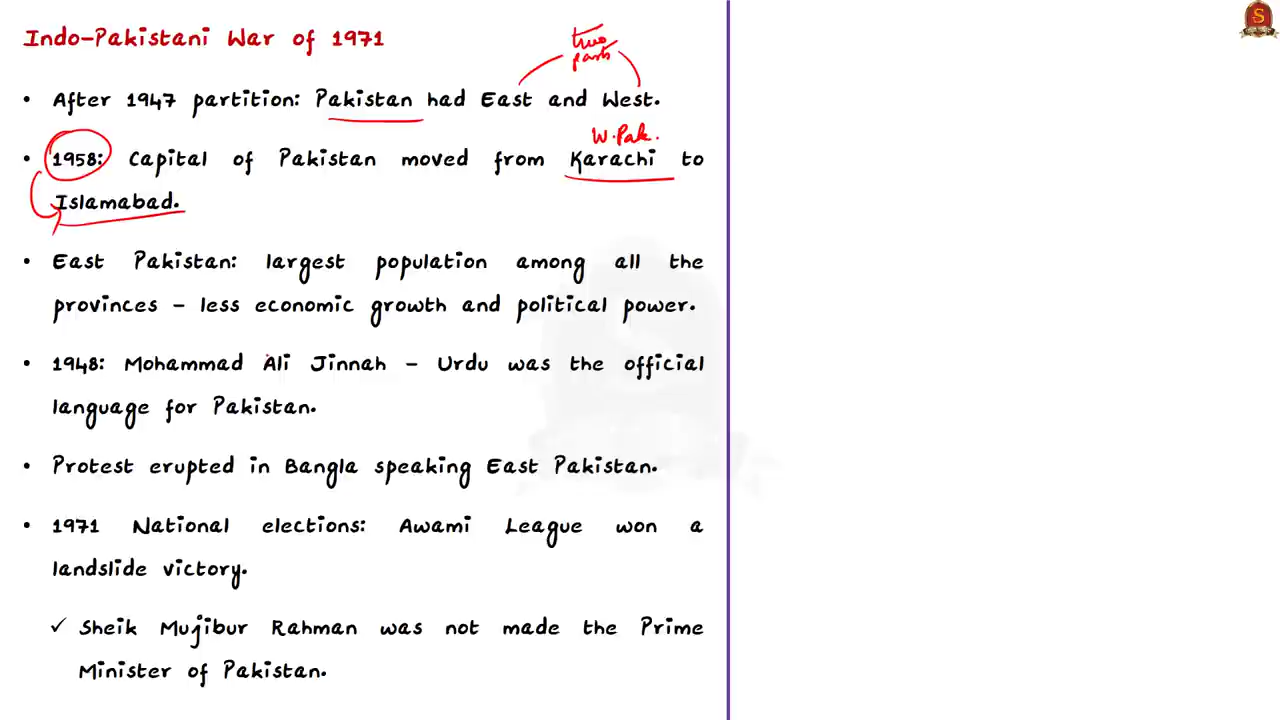 Indo-Pakistani War of 1971
two
parts
• After 1947 partition: Pakistan had East and West.
W.Pak.
• 1958: Capital of Pakistan moved from Karachi to
Islamabad.
• East Pakistan: largest population among all the
provinces – less economic growth and political power.
• 1948: Mohammad Ali Jinnah – Urdu was the official
language for Pakistan.
• Protest erupted in Bangla speaking East Pakistan.
• 1971 National elections: Awami League won a
landslide victory.
✓ Sheik Mujibur Rahman was not made the Prime
Minister of Pakistan.
S